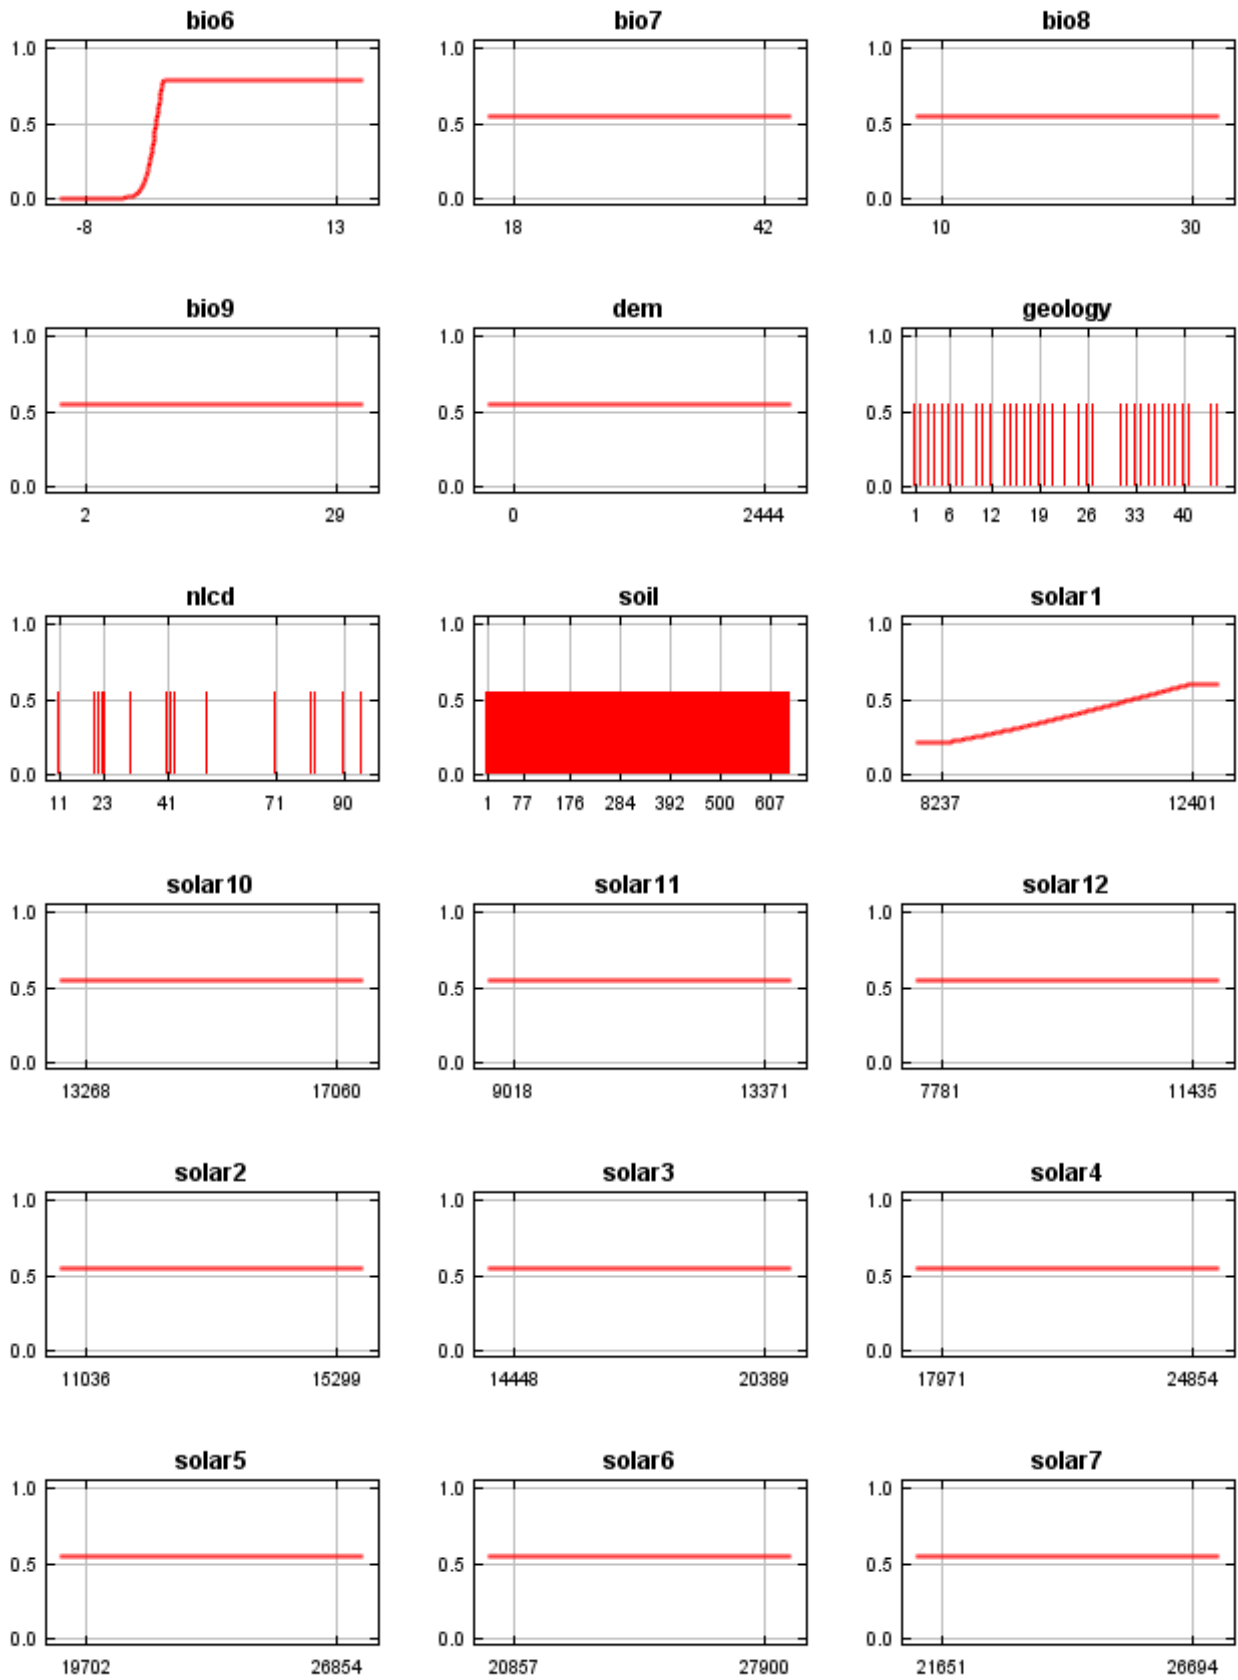 bio6 bio7 bio8
1.0 1.0 1.0
0.5 0.5 0.5
0.0 0.0 0.0
-8 13 18 42 10 30
bio9 dem geology
1.0 1.0 1.0
0.5 0.5 0.5
0.0 0.0 0.0
2 29 0 2444 1 6 12 19 26 33 40
nlcd soil solar1
1.0 1.0 1.0
0.5 0.5 0.5
0.0 0.0 0.0
11 23 41 71 90 1 77 176 284 392 500 607 8237 12401
solar10 solar11 solar12
1.0 1.0 1.0
0.5 0.5 0.5
0.0 0.0 0.0
13268 17060 9018 13371 7781 11435
solar2 solar3 solar4
1.0 1.0 1.0
0.5 0.5 0.5
0.0 0.0 0.0
11036 15299 14448 20389 17971 24854
solar5 solar6 solar7
1.0 1.0 1.0
0.5 0.5 0.5
0.0 0.0 0.0
19702 26854 20857 27900 21651 26694